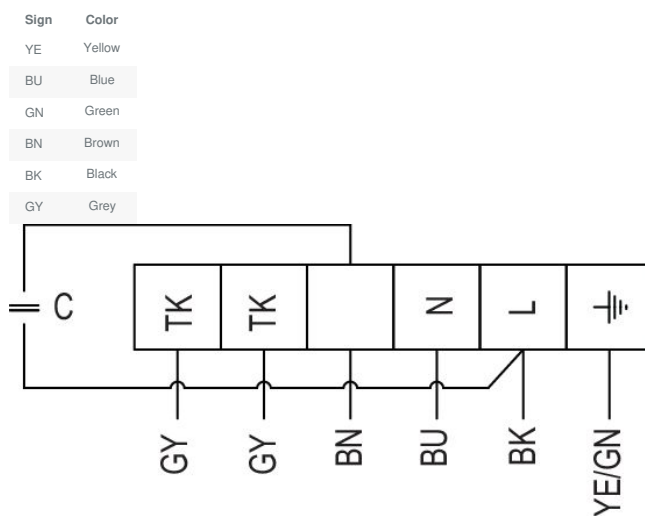 Sign Color
YE Yellow
BU Blue
GN Green
BN Brown
BK Black
GY Grey
C
TK TK N L
GY GY BN BU BK YE/GN